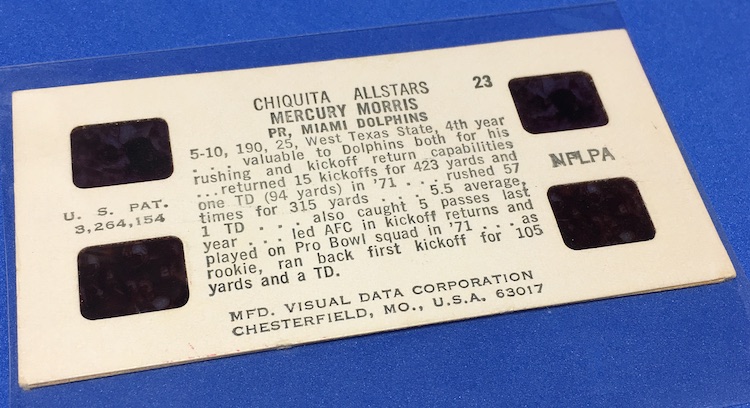 CHIQUITA ALLSTARS 23
MERCURY MORRIS
PR, MIAMI DOLPHINS
5-10, 190, 25, West Texas State, 4th year
. . . valuable to Dolphins both for his
rushing and kickoff return capabilities
...returned 15 kickoffs for 423 yards and
one TD (94 yards) in '71 . . . rushed 57
times for 315 yards . . . 5.5 average,
1 TD . . . also caught 5 passes last
year . . . led AFC in kickoff returns and
played on Pro Bowl squad in '71 . . . as
rookie, ran back first kickoff for 105
yards and a TD.
U. S. PAT.
3,264,154
NFLPA
MFD. VISUAL DATA CORPORATION
CHESTERFIELD, MO., U.S.A. 63017